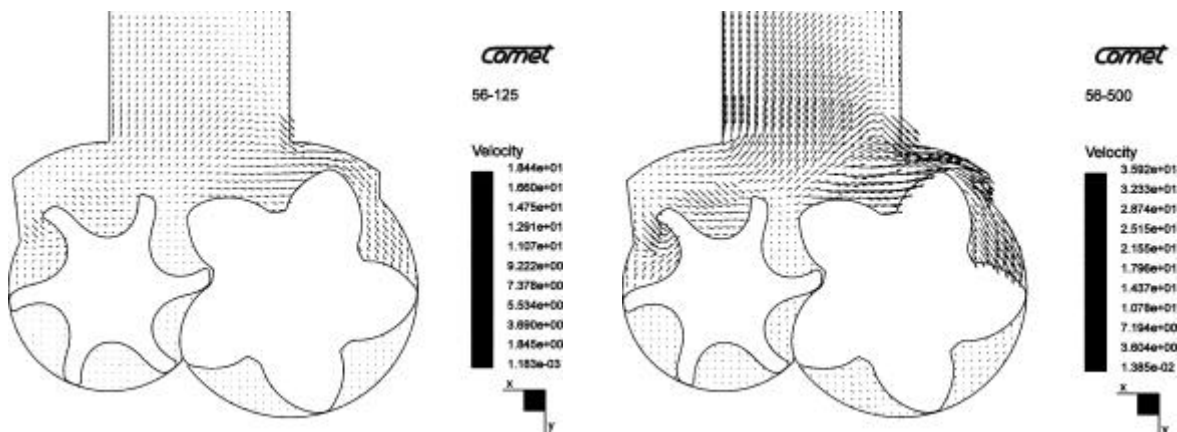 Comet
56-125
Velocity
1.844e+01
1.660e+01
1.475e+01
1.291e+01
1.107e+01
9.222e+00
7.378e+00
5.534e+00
3.690e+00
1.845e+00
1.183e-03
x
y
Comet
56-500
Velocity
3.592e+01
3.233e+01
2.874e+01
2.515e+01
2.155e+01
1.796e+01
1.437e+01
1.078e+01
7.194e+00
3.604e+00
1.385e-02
x
y